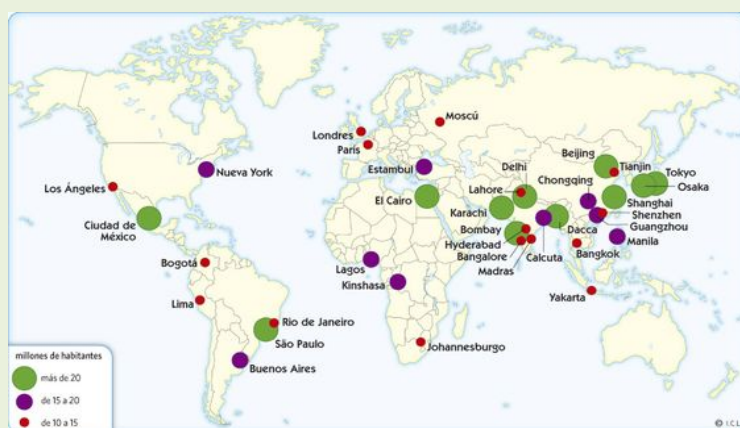 Moscú
Londres
París
Estambul
Nueva York
Los Ángeles
Ciudad de
México
El Cairo
Lahore
Delhi
Karachi
Bombay
Hyderabad
Bangalore
Madras
Calcuta
Dacca
Bangkok
Beijing
Tianjin
Chongqing
Tokyo
Osaka
Shanghai
Shenzhen
Guangzhou
Manila
Yakarta
Bogotá
Lima
Lagos
Kinshasa
Río de Janeiro
São Paulo
Buenos Aires
Johannesburgo
millones de habitantes
más de 20
de 15 a 20
de 10 a 15
© I.C.L.